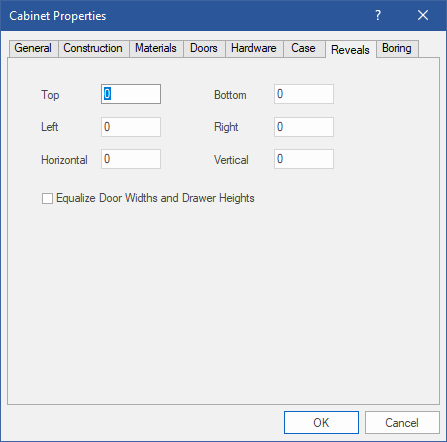 Cabinet Properties ?
General Construction Materials Doors Hardware Case Reveals Boring
Top 0 Bottom 0
Left 0 Right 0
Horizontal 0 Vertical 0
Equalize Door Widths and Drawer Heights
OK Cancel